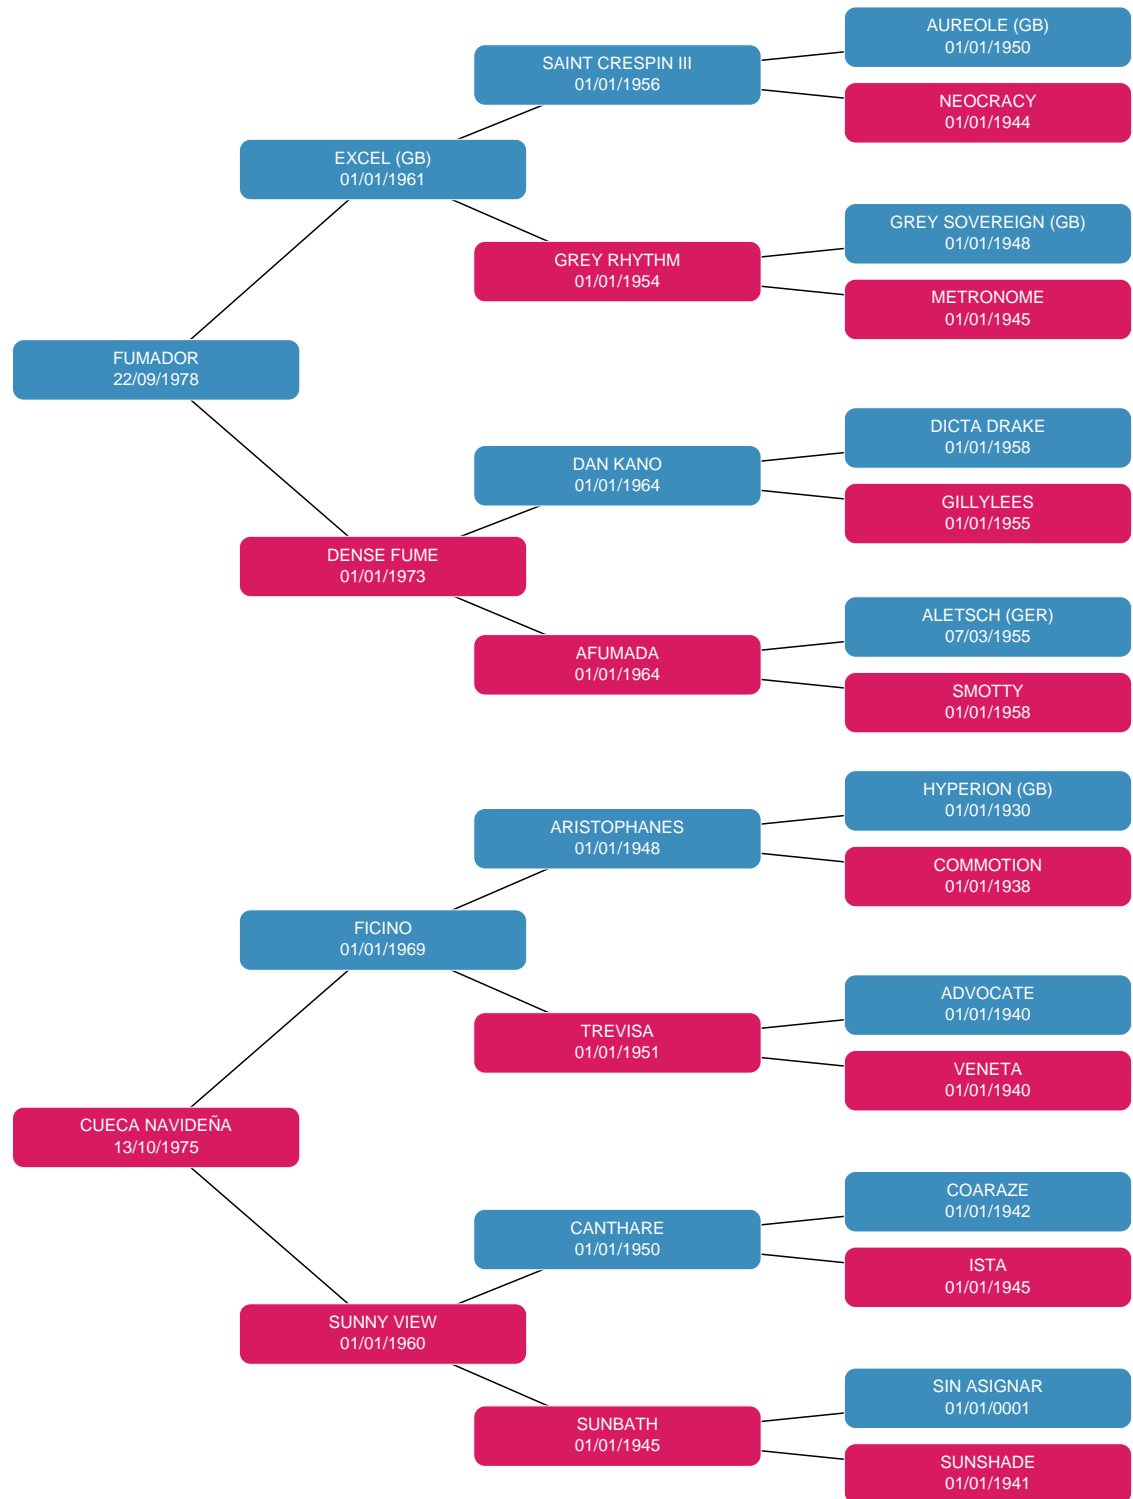 AUREOLE (GB)
01/01/1950
SAINT CRESPIN III
01/01/1956
NEOCRACY
01/01/1944
EXCEL (GB)
01/01/1961
GREY SOVEREIGN (GB)
01/01/1948
GREY RHYTHM
01/01/1954
METRONOME
01/01/1945
FUMADOR
22/09/1978
DICTA DRAKE
01/01/1958
DAN KANO
01/01/1964
GILLYLEES
01/01/1955
DENSE FUME
01/01/1973
ALETSCH (GER)
07/03/1955
AFUMADA
01/01/1964
SMOTTY
01/01/1958
HYPERION (GB)
01/01/1930
ARISTOPHANES
01/01/1948
COMMOTION
01/01/1938
FICINO
01/01/1969
ADVOCATE
01/01/1940
TREVISA
01/01/1951
VENETA
01/01/1940
CUECA NAVIDEÑA
13/10/1975
COARAZE
01/01/1942
CANTHARE
01/01/1950
ISTA
01/01/1945
SUNNY VIEW
01/01/1960
SIN ASIGNAR
01/01/0001
SUNBATH
01/01/1945
SUNSHADE
01/01/1941